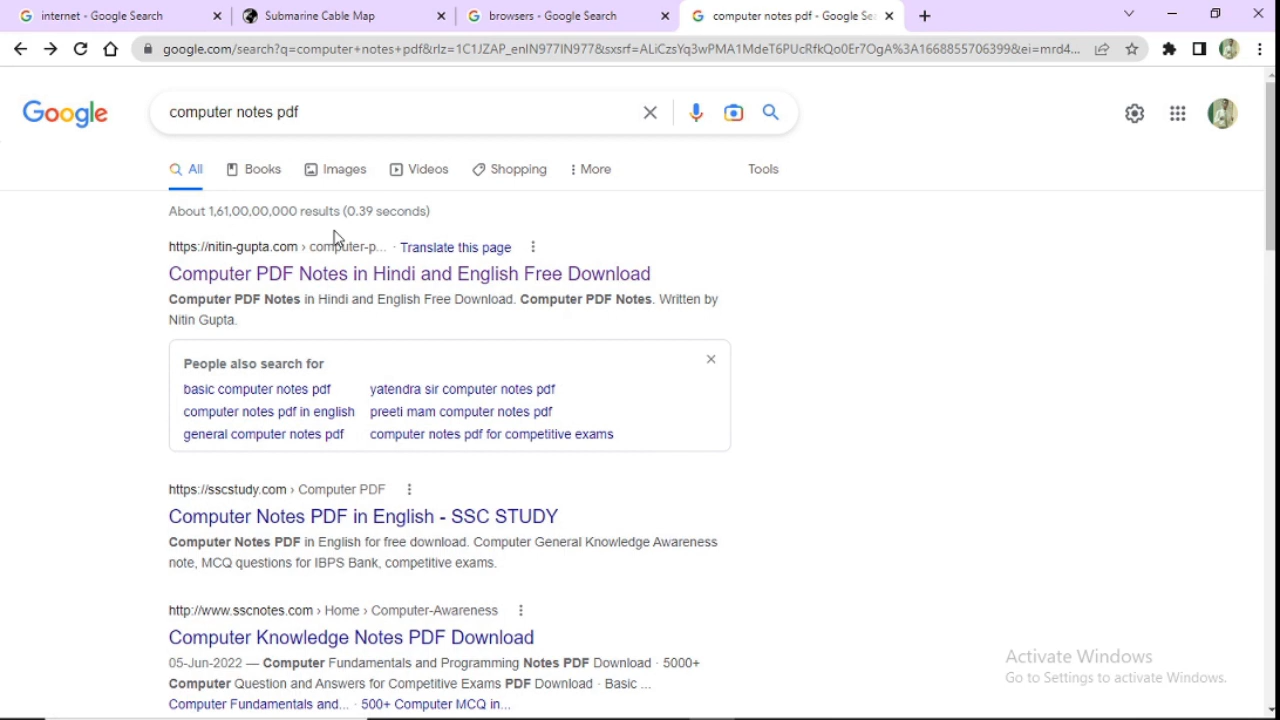 internet - Google Search
Submarine Cable Map
browsers - Google Search
computer notes pdf - Google Se
google.com/search?q=computer+notes+pdf&rlz=1C1JZAP_enIN977IN977&sxsrf=ALiCzsYq3wPMA1MdeT6PUcRfkQo0Er7OgA%3A1668855706399&ei=mrd4...
Google
computer notes pdf
All Books Images Videos Shopping More Tools
About 1,61,00,00,000 results (0.39 seconds)
https://nitin-gupta.com › computer-p... · Translate this page
Computer PDF Notes in Hindi and English Free Download
Computer PDF Notes in Hindi and English Free Download. Computer PDF Notes. Written by
Nitin Gupta.
People also search for
basic computer notes pdf yatendra sir computer notes pdf
computer notes pdf in english preeti mam computer notes pdf
general computer notes pdf computer notes pdf for competitive exams
https://sscstudy.com › Computer PDF
Computer Notes PDF in English - SSC STUDY
Computer Notes PDF in English for free download. Computer General Knowledge Awareness
note, MCQ questions for IBPS Bank, competitive exams.
http://www.sscnotes.com › Home › Computer-Awareness
Computer Knowledge Notes PDF Download
05-Jun-2022 — Computer Fundamentals and Programming Notes PDF Download · 5000+
Computer Question and Answers for Competitive Exams PDF Download · Basic ...
Computer Fundamentals and... · 500+ Computer MCQ in...
Activate Windows
Go to Settings to activate Windows.